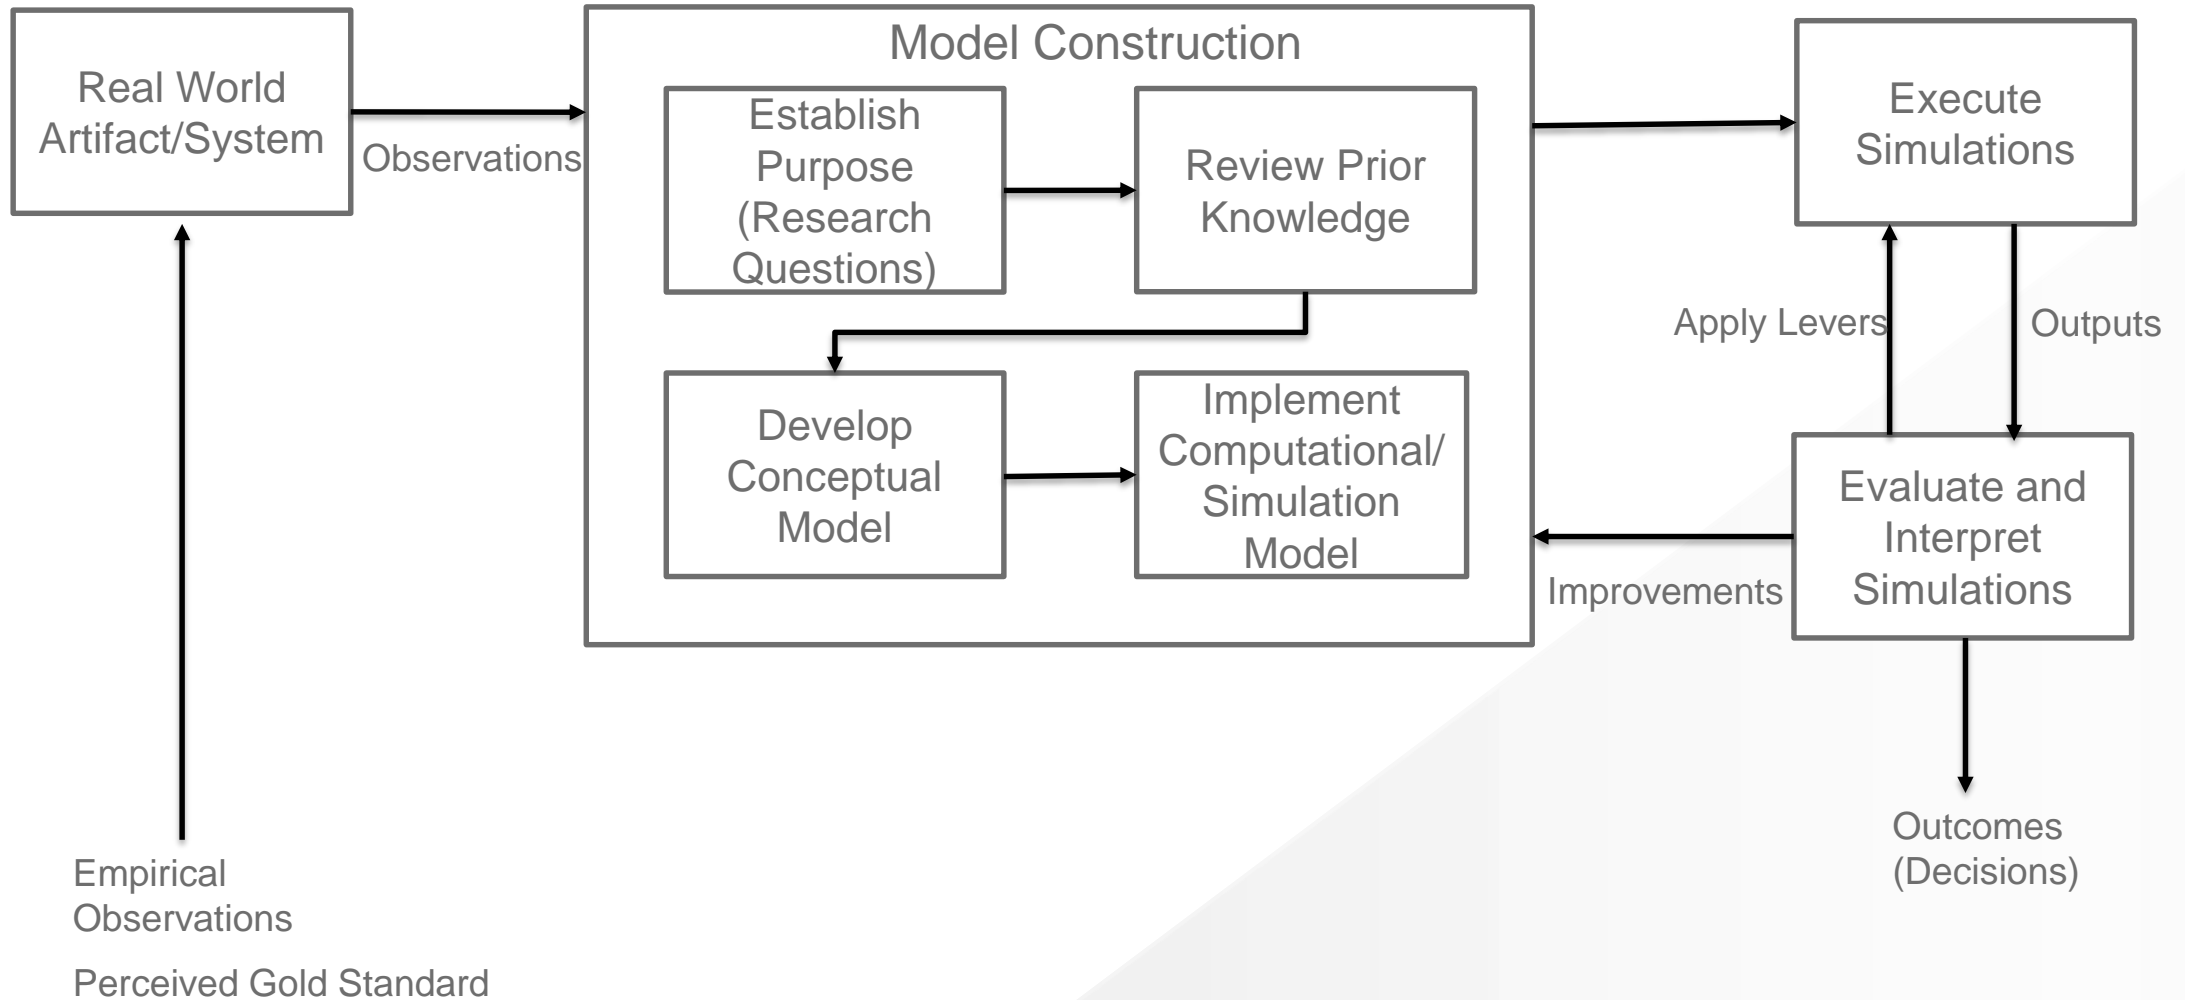 Real World
Artifact/System
Observations
Model Construction
Establish
Purpose
(Research
Questions)
Review Prior
Knowledge
Develop
Conceptual
Model
Implement
Computational/
Simulation
Model
Execute
Simulations
Apply Levers
Outputs
Evaluate and
Interpret
Simulations
Improvements
Outcomes
(Decisions)
Empirical
Observations
Perceived Gold Standard